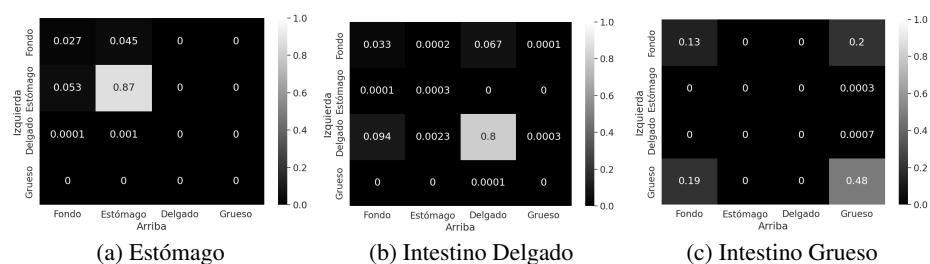 Izquierda
Fondo
Estómago
Delgado
Grueso
0.027 0.045 0 0
0.053 0.87 0 0
0.0001 0.001 0 0
0 0 0 0
Fondo Estómago Delgado Grueso
Arriba
1.0
0.8
0.6
0.4
0.2
0.0
(a) Estómago
Izquierda
Fondo
Estómago
Delgado
Grueso
0.033 0.0002 0.067 0.0001
0.0001 0.0003 0 0
0.094 0.0023 0.8 0.0003
0 0 0.0001 0
Fondo Estómago Delgado Grueso
Arriba
1.0
0.8
0.6
0.4
0.2
0.0
(b) Intestino Delgado
Izquierda
Fondo
Estómago
Delgado
Grueso
0.13 0 0 0.2
0 0 0 0.0003
0 0 0 0.0007
0.19 0 0 0.48
Fondo Estómago Delgado Grueso
Arriba
1.0
0.8
0.6
0.4
0.2
0.0
(c) Intestino Grueso